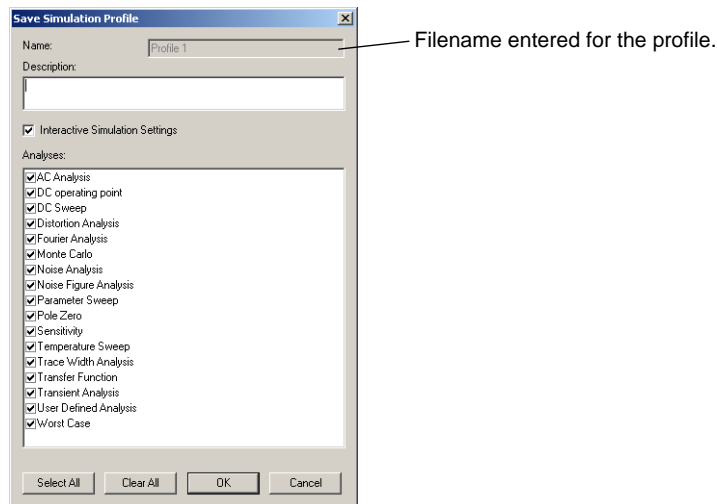 Save Simulation Profile
Name: Profile 1
Filename entered for the profile.
Description:
Interactive Simulation Settings
Analyses:
AC Analysis
DC operating point
DC Sweep
Distortion Analysis
Fourier Analysis
Monte Carlo
Noise Analysis
Noise Figure Analysis
Parameter Sweep
Pole Zero
Sensitivity
Temperature Sweep
Trace Width Analysis
Transfer Function
Transient Analysis
User Defined Analysis
Worst Case
Select All Clear All OK Cancel